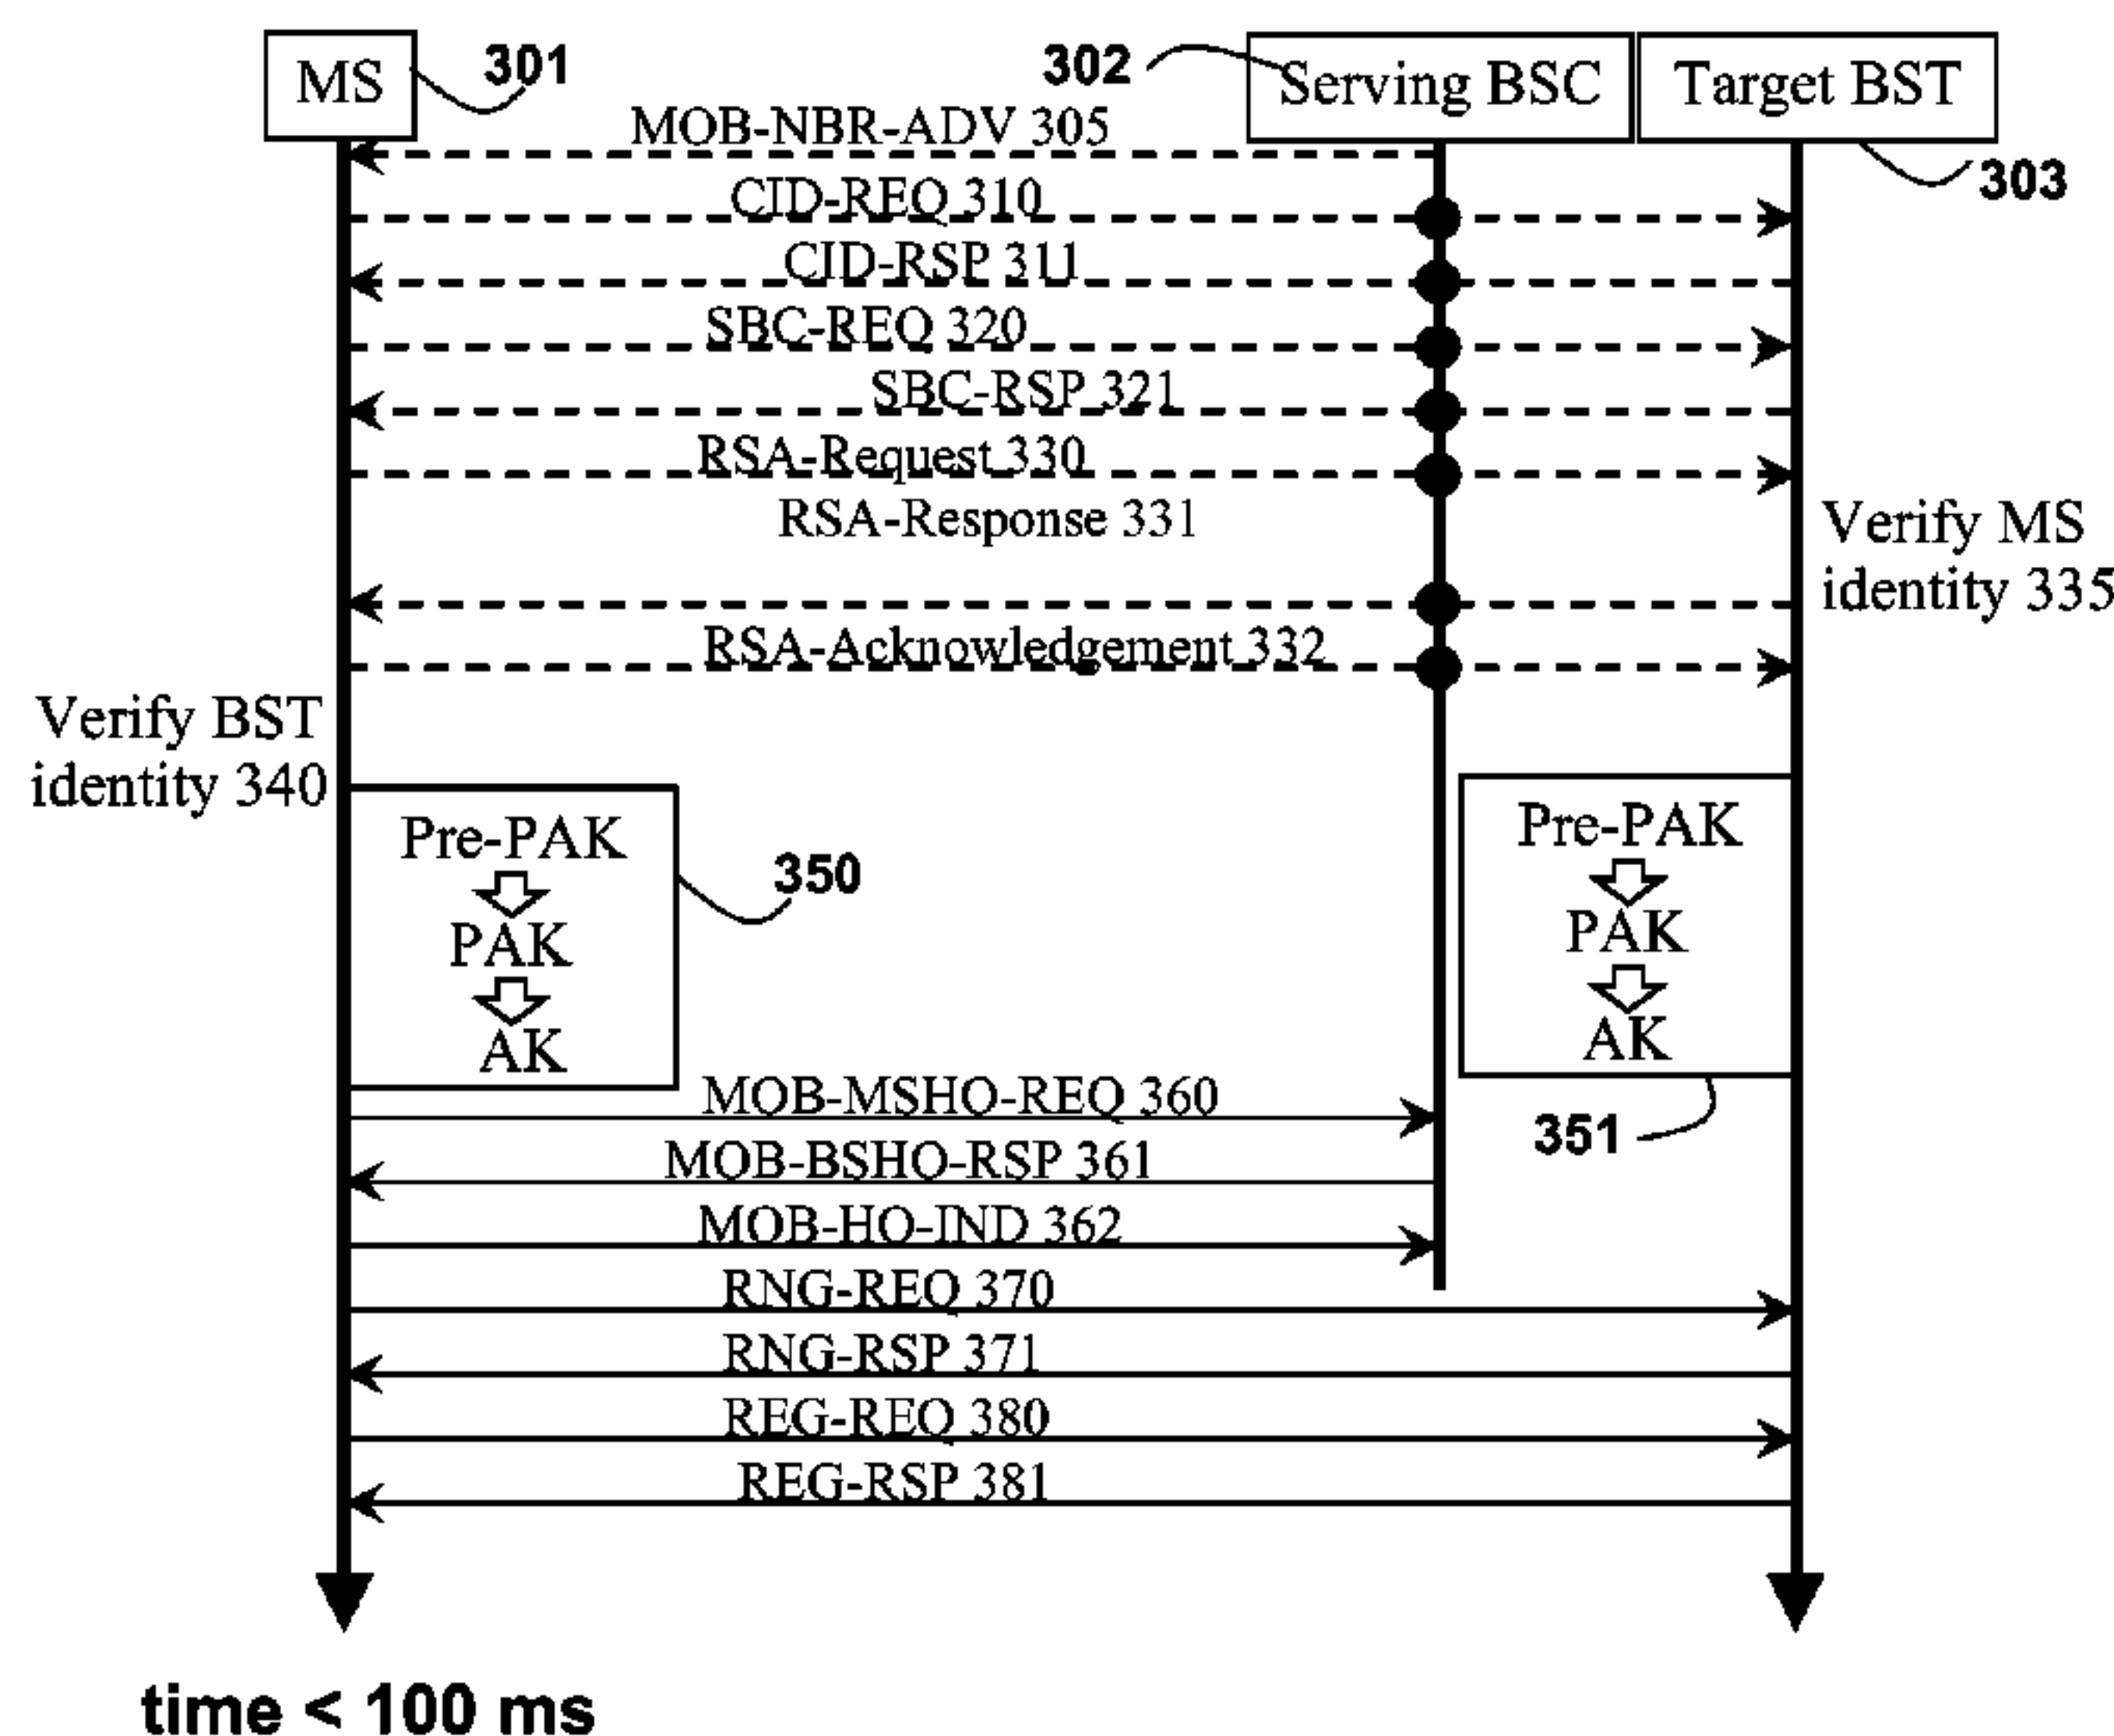 MS
301
302
Serving BSC
Target BST
303
MOB-NBR-ADV 305
CID-REQ 310
CID-RSP 311
SBC-REQ 320
SBC-RSP 321
RSA-Request 330
RSA-Response 331
Verify MS
identity 335
RSA-Acknowledgement 332
Verify BST
identity 340
Pre-PAK
PAK
AK
350
Pre-PAK
PAK
AK
351
MOB-MSHO-REQ 360
MOB-BSHO-RSP 361
MOB-HO-IND 362
RNG-REQ 370
RNG-RSP 371
REG-REQ 380
REG-RSP 381
time < 100 ms